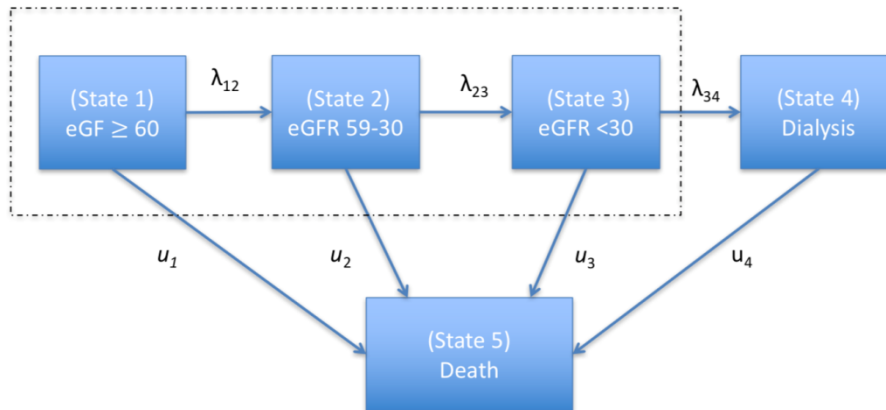 (State 1)
eGF ≥ 60
λ12
(State 2)
eGFR 59-30
λ23
(State 3)
eGFR <30
λ34
(State 4)
Dialysis
u1
u2
u3
u4
(State 5)
Death